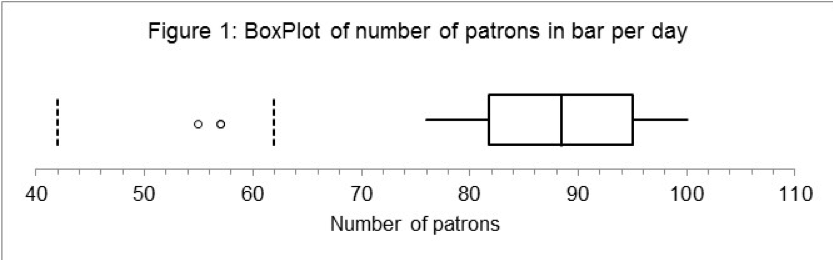 Figure 1: BoxPlot of number of patrons in bar per day
40 50 60 70 80 90 100 110
Number of patrons